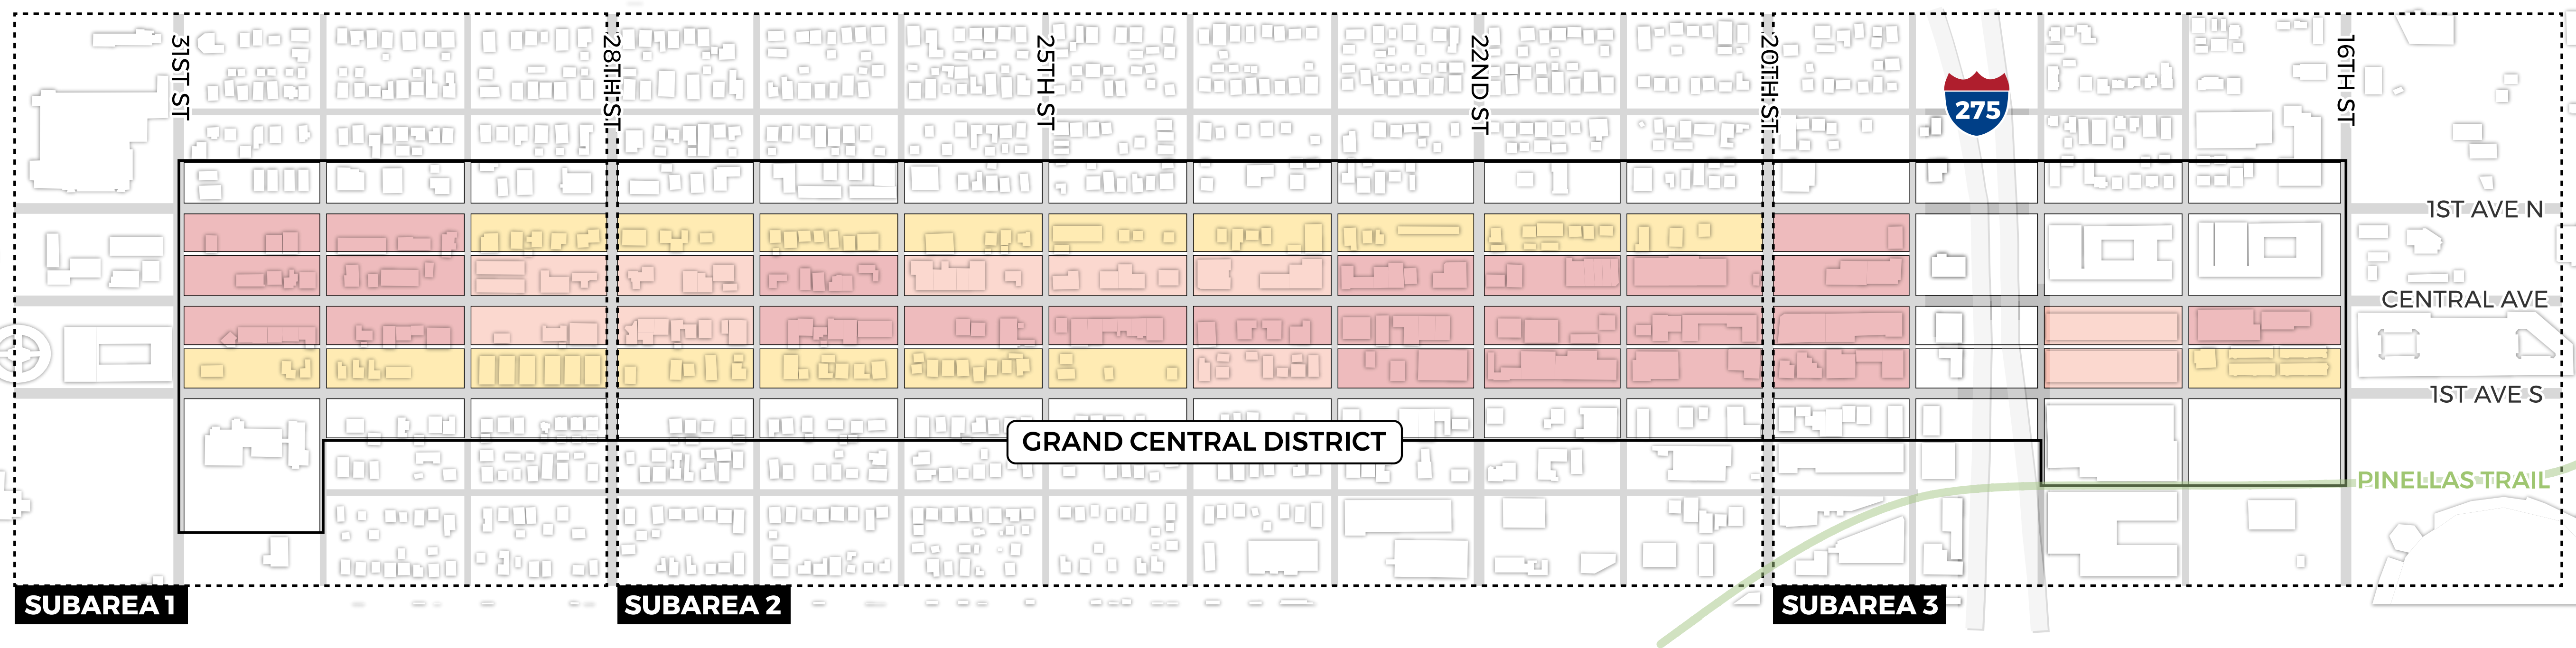 31ST ST
28TH ST
25TH ST
22ND ST
20TH ST
275
16TH ST
1ST AVE N
CENTRAL AVE
1ST AVE S
GRAND CENTRAL DISTRICT
PINELLAS TRAIL
SUBAREA 1
SUBAREA 2
SUBAREA 3